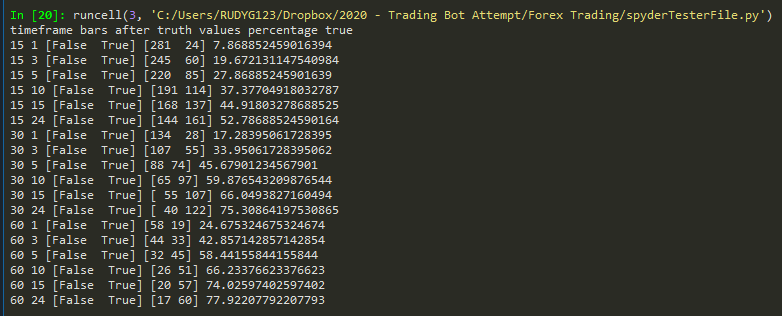 In [20]: runcell(3, 'C:/Users/RUDYG123/Dropbox/2020 - Trading Bot Attempt/Forex Trading/spyderTesterFile.py')
timeframe bars after truth values percentage true
15 1 [False  True] [281  24] 7.868852459016394
15 3 [False  True] [245  60] 19.672131147540984
15 5 [False  True] [220  85] 27.86885245901639
15 10 [False  True] [191 114] 37.37704918032787
15 15 [False  True] [168 137] 44.91803278688525
15 24 [False  True] [144 161] 52.78688524590164
30 1 [False  True] [134  28] 17.28395061728395
30 3 [False  True] [107  55] 33.95061728395062
30 5 [False  True] [88 74] 45.67901234567901
30 10 [False  True] [65 97] 59.876543209876544
30 15 [False  True] [ 55 107] 66.0493827160494
30 24 [False  True] [ 40 122] 75.30864197530865
60 1 [False  True] [58 19] 24.675324675324674
60 3 [False  True] [44 33] 42.857142857142854
60 5 [False  True] [32 45] 58.44155844155844
60 10 [False  True] [26 51] 66.23376623376623
60 15 [False  True] [20 57] 74.02597402597402
60 24 [False  True] [17 60] 77.92207792207793